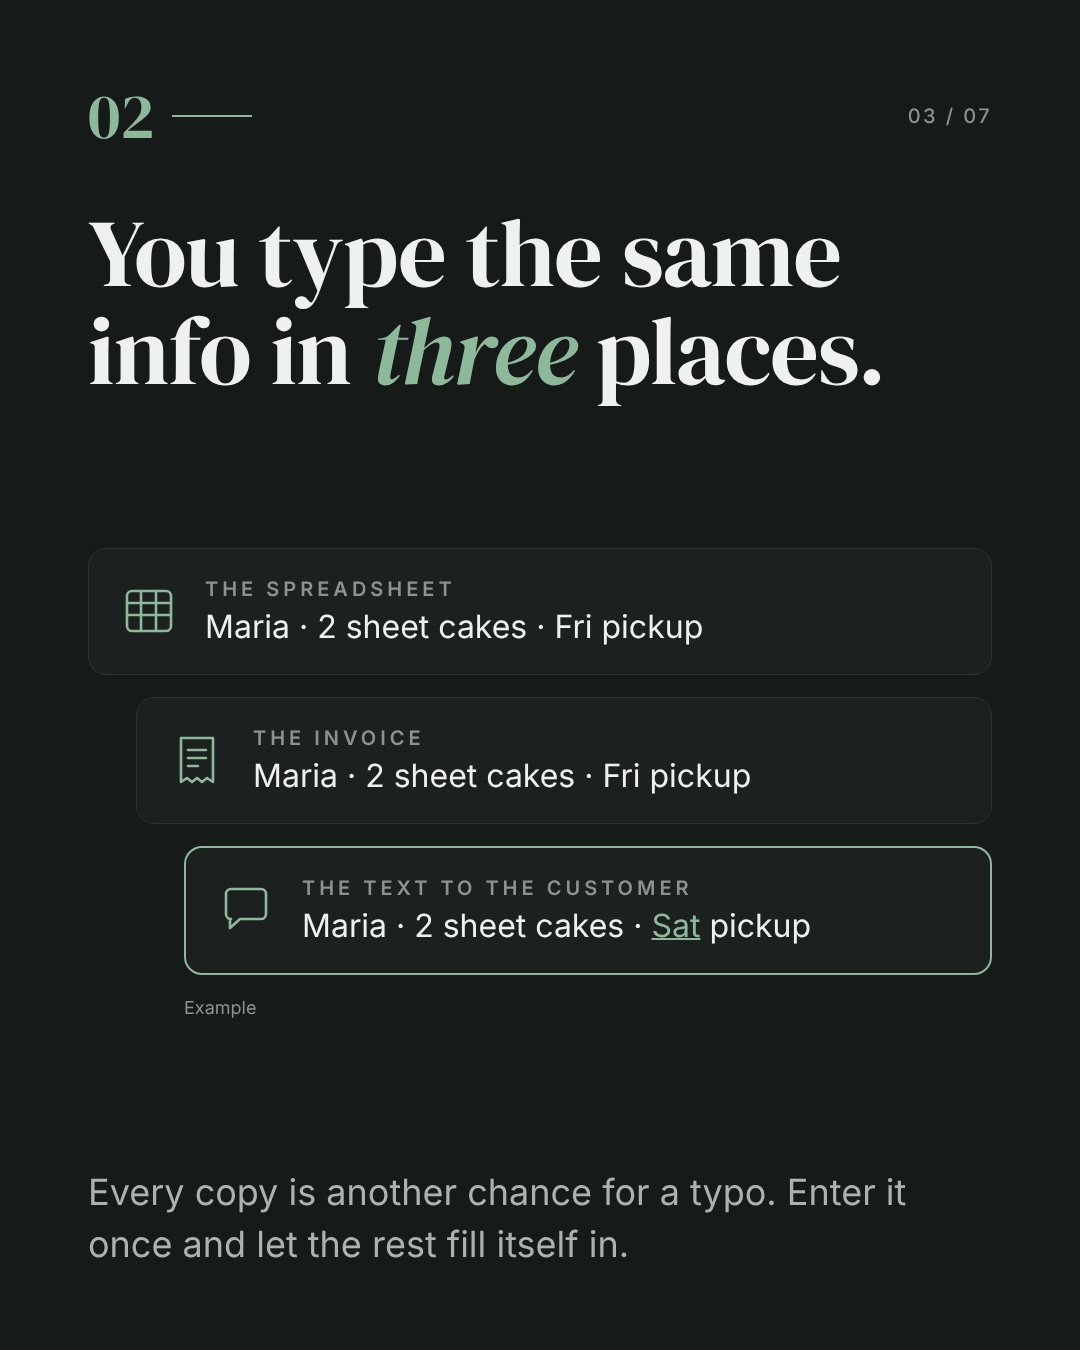 02
03 / 07
You type the same
info in three places.
THE SPREADSHEET
Maria · 2 sheet cakes · Fri pickup
THE INVOICE
Maria · 2 sheet cakes · Fri pickup
THE TEXT TO THE CUSTOMER
Maria · 2 sheet cakes · Sat pickup
Example
Every copy is another chance for a typo. Enter it
once and let the rest fill itself in.